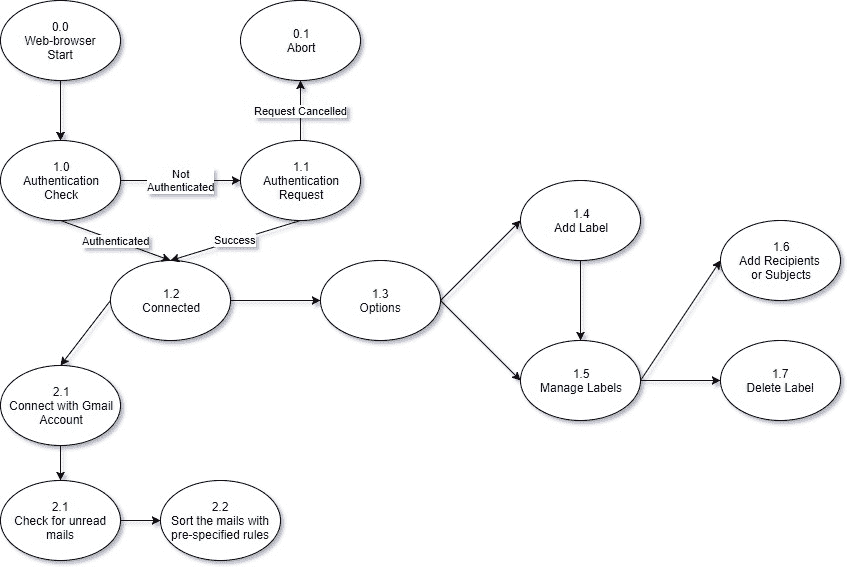 0.0
Web-browser
Start
0.1
Abort
Request Cancelled
1.0
Authentication
Check
Not
Authenticated
1.1
Authentication
Request
Authenticated
Success
1.2
Connected
1.3
Options
1.4
Add Label
1.5
Manage Labels
1.6
Add Recipients
or Subjects
1.7
Delete Label
2.1
Connect with Gmail
Account
2.1
Check for unread
mails
2.2
Sort the mails with
pre-specified rules